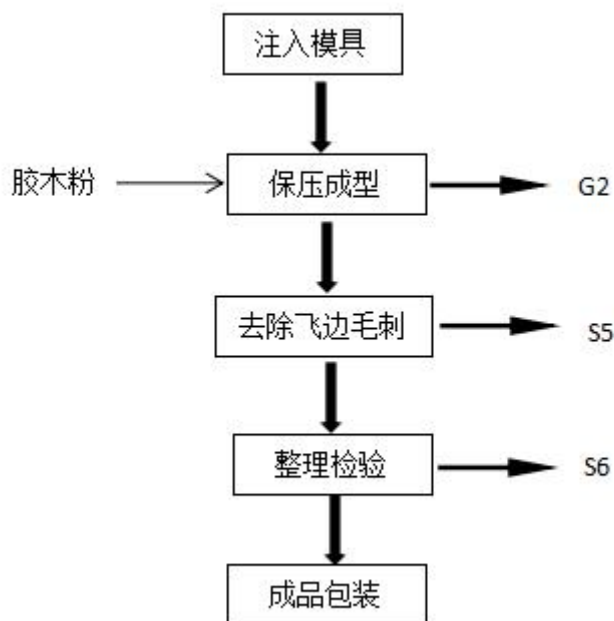 注入模具
胶木粉
保压成型
G2
去除飞边毛刺
S5
整理检验
S6
成品包装